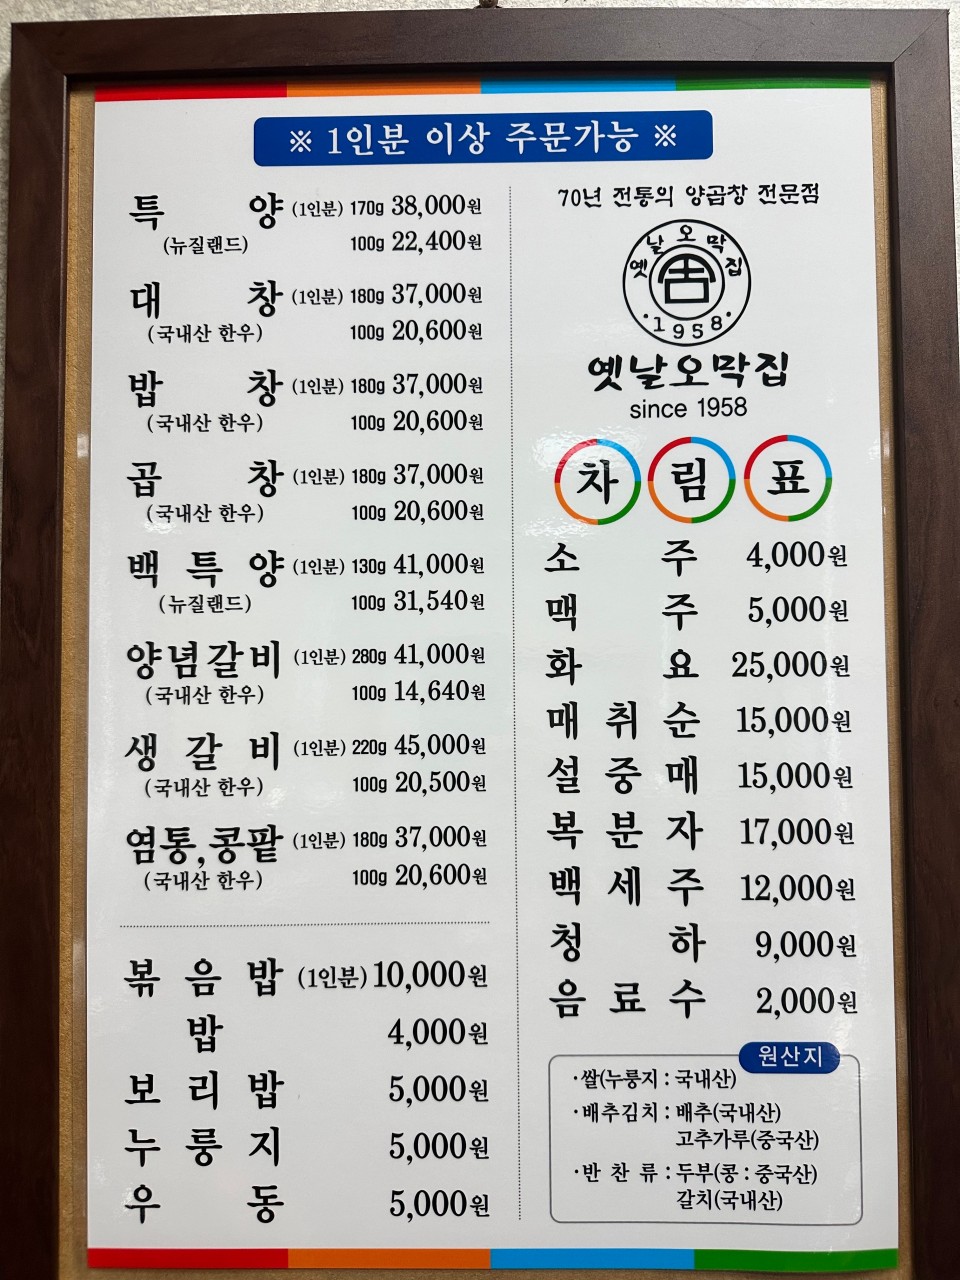 ※ 1인분 이상 주문가능 ※
특 양 (1인분) 170g 38,000원
(뉴질랜드) 100g 22,400원
대 창 (1인분) 180g 37,000원
(국내산 한우) 100g 20,600원
밥 창 (1인분) 180g 37,000원
(국내산 한우) 100g 20,600원
곱 창 (1인분) 180g 37,000원
(국내산 한우) 100g 20,600원
백 특 양 (1인분) 130g 41,000원
(뉴질랜드) 100g 31,540원
양념갈비 (1인분) 280g 41,000원
(국내산 한우) 100g 14,640원
생 갈 비 (1인분) 220g 45,000원
(국내산 한우) 100g 20,500원
염통,콩팥 (1인분) 180g 37,000원
(국내산 한우) 100g 20,600원
볶 음 밥 (1인분) 10,000원
밥 4,000원
보 리 밥 5,000원
누 룽 지 5,000원
우 동 5,000원
70년 전통의 양곱창 전문점
옛날오막집
·1958·
옛날오막집
since 1958
차림표
소 주 4,000원
맥 주 5,000원
화 요 25,000원
매 취 순 15,000원
설 중 매 15,000원
복 분 자 17,000원
백 세 주 12,000원
청 하 9,000원
음 료 수 2,000원
원산지
·쌀(누룽지 : 국내산)
·배추김치 : 배추(국내산)
고추가루(중국산)
·반 찬 류 : 두부(콩 : 중국산)
갈치(국내산)